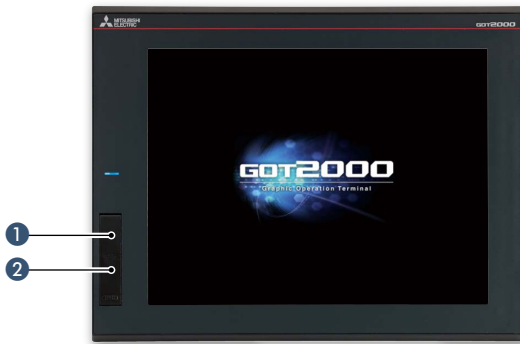 MITSUBISHI
ELECTRIC
GOT2000
GOT2000
Graphic Operation Terminal
1
2